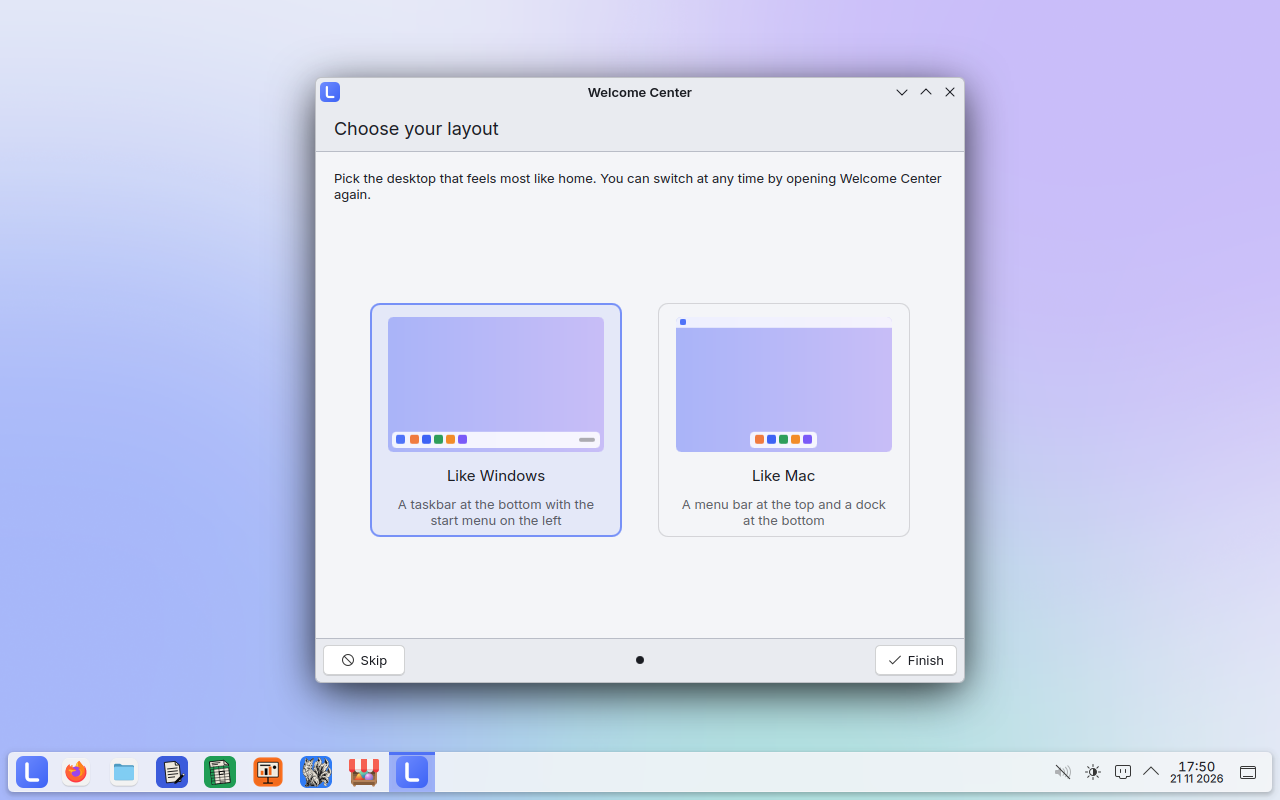 Welcome Center
Choose your layout
Pick the desktop that feels most like home. You can switch at any time by opening Welcome Center
again.
Like Windows
A taskbar at the bottom with the
start menu on the left
Like Mac
A menu bar at the top and a dock
at the bottom
Skip
Finish
17:50
21 11 2026